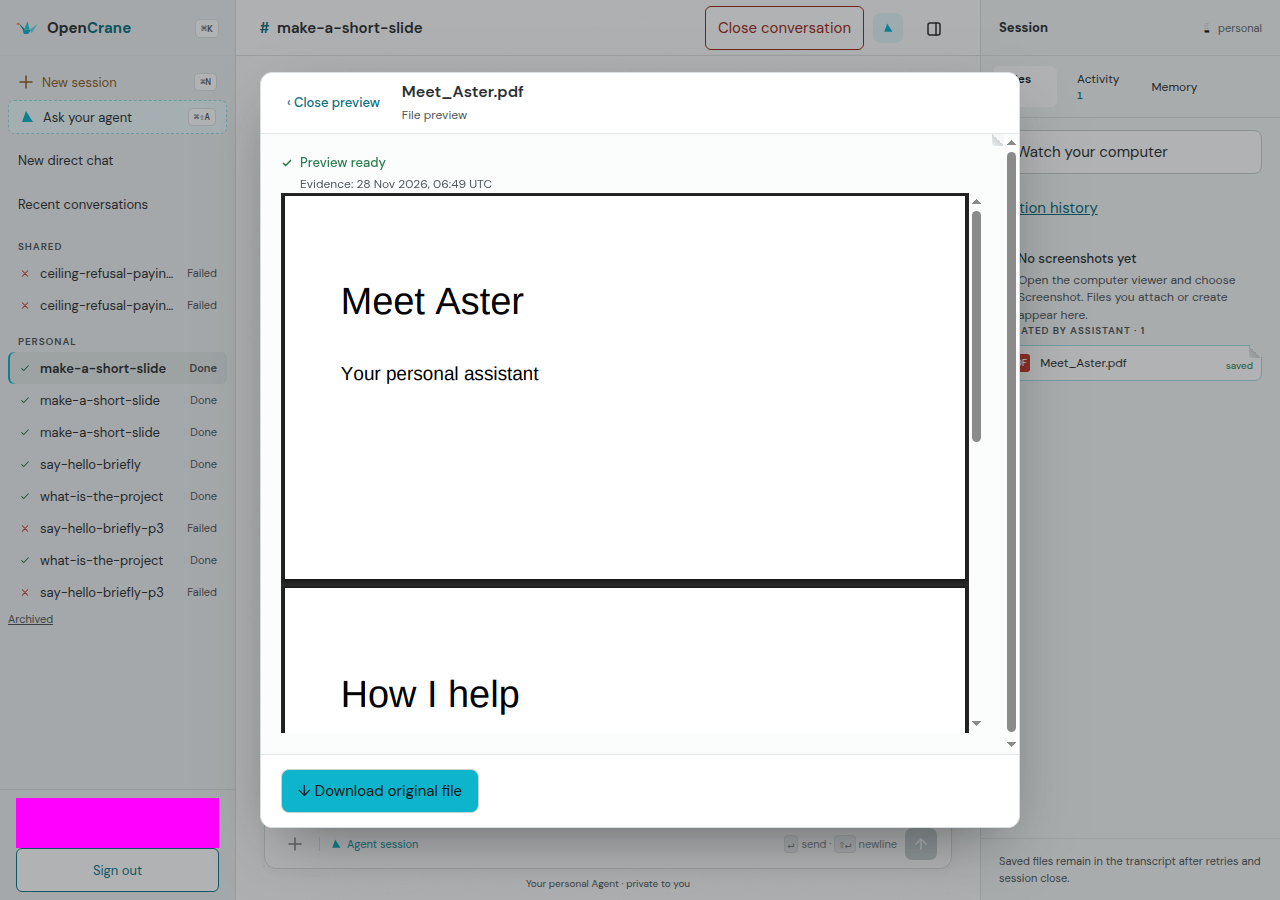 OpenCrane
⌘K
New session
⌘N
Ask your agent
⌘⇧A
New direct chat
Recent conversations
SHARED
ceiling-refusal-payin… Failed
ceiling-refusal-payin… Failed
PERSONAL
make-a-short-slide Done
make-a-short-slide Done
make-a-short-slide Done
say-hello-briefly Done
what-is-the-project Done
say-hello-briefly-p3 Failed
what-is-the-project Done
say-hello-briefly-p3 Failed
Archived
Sign out
# make-a-short-slide
Close conversation
‹ Close preview
Meet_Aster.pdf
File preview
Preview ready
Evidence: 28 Nov 2026, 06:49 UTC
Meet Aster
Your personal assistant
How I help
↓ Download original file
Agent session
↵ send · ⇧↵ newline
Your personal Agent · private to you
Session
personal
Activity
1
Memory
Watch your computer
history
No screenshots yet
Open the computer viewer and choose
Screenshot. Files you attach or create
appear here.
BY ASSISTANT · 1
Meet_Aster.pdf
saved
Saved files remain in the transcript after retries and
session close.